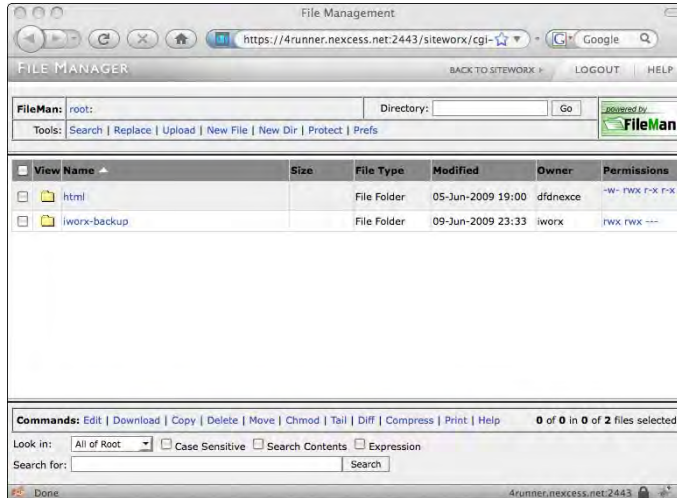 File Management
https://4runner.nexcess.net:2443/siteworx/cgi-
Google
FILE MANAGER
BACK TO SITEWORX
LOGOUT | HELP
FileMan: root:
Directory:
Go
powered by
FileMan
Tools: Search | Replace | Upload | New File | New Dir | Protect | Prefs
View Name Size File Type Modified Owner Permissions
html File Folder 05-Jun-2009 19:00 dfdnexce -w- rwx r-x r-x
iworx-backup File Folder 09-Jun-2009 23:33 iworx rwx rwx ---
Commands: Edit | Download | Copy | Delete | Move | Chmod | Tail | Diff | Compress | Print | Help
0 of 0 in 0 of 2 files selected
Look in: All of Root Case Sensitive Search Contents Expression
Search for: Search
Done
4runner.nexcess.net:2443